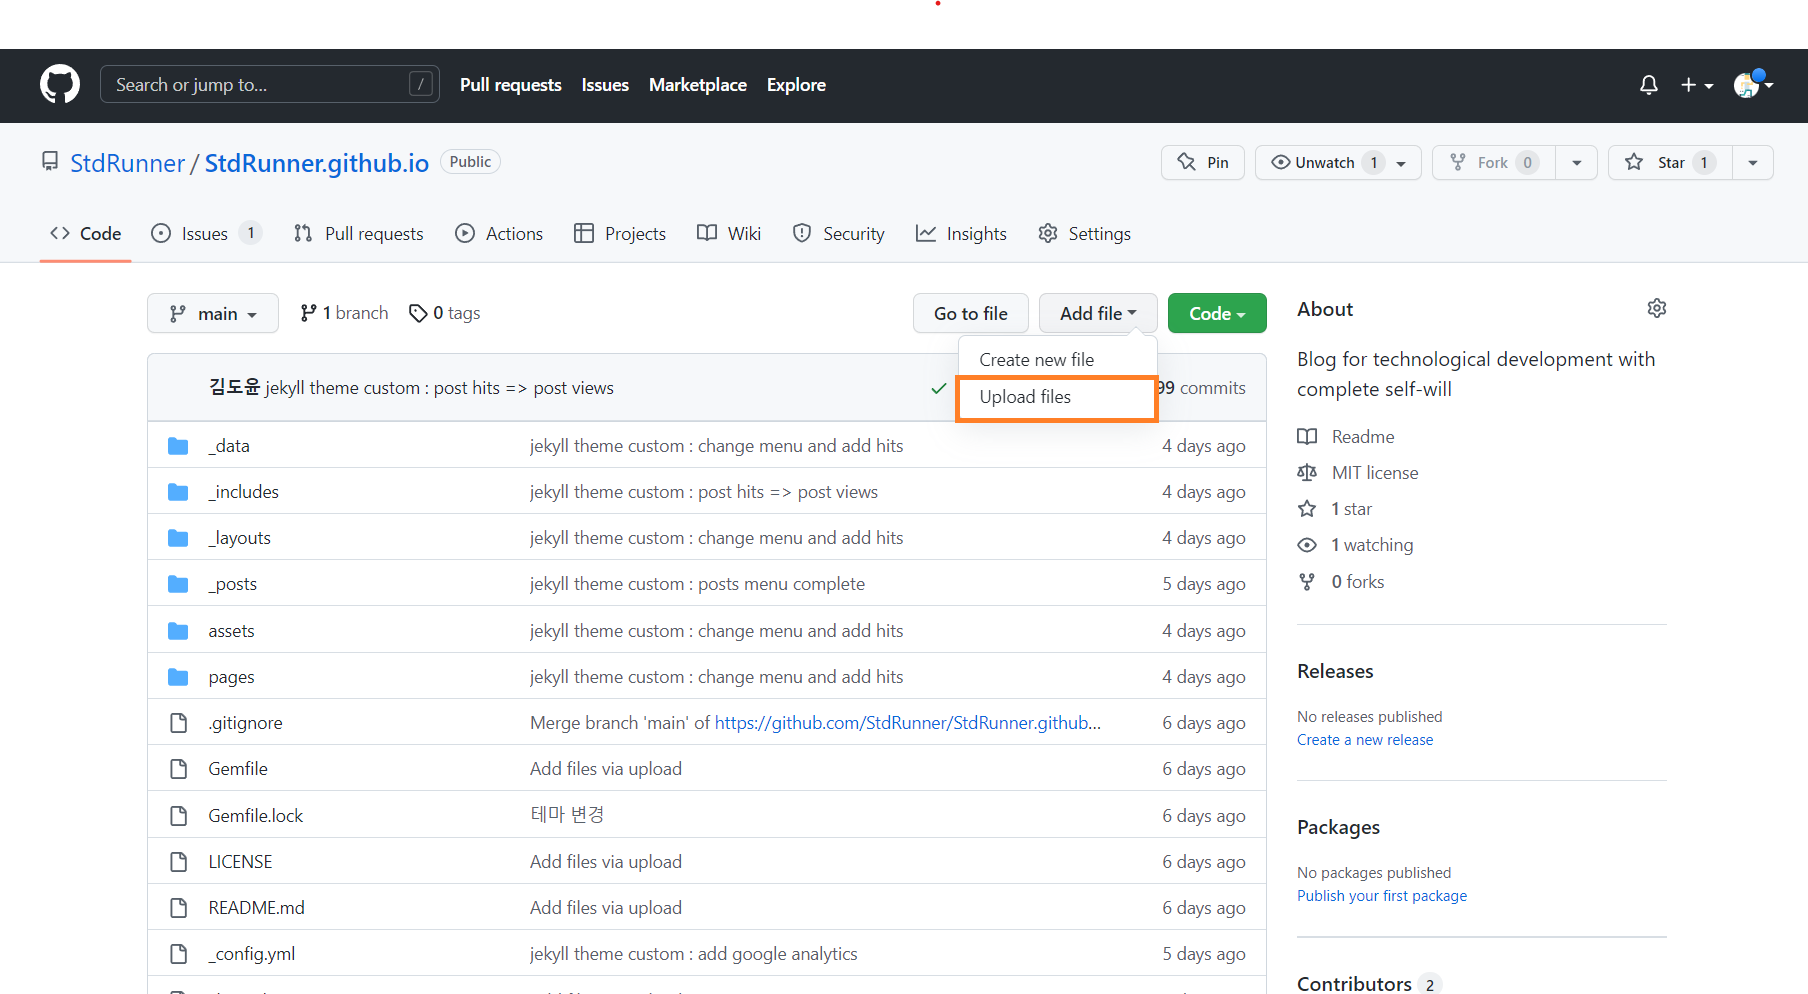 Search or jump to... /
Pull requests Issues Marketplace Explore
StdRunner / StdRunner.github.io Public
Pin Unwatch 1 Fork 0 Star 1
Code Issues 1 Pull requests Actions Projects Wiki Security Insights Settings
main 1 branch 0 tags Go to file Add file Code
Create new file
Upload files
김도윤 jekyll theme custom : post hits => post views 99 commits
_data jekyll theme custom : change menu and add hits 4 days ago
_includes jekyll theme custom : post hits => post views 4 days ago
_layouts jekyll theme custom : change menu and add hits 4 days ago
_posts jekyll theme custom : posts menu complete 5 days ago
assets jekyll theme custom : change menu and add hits 4 days ago
pages jekyll theme custom : change menu and add hits 4 days ago
.gitignore Merge branch 'main' of https://github.com/StdRunner/StdRunner.github... 6 days ago
Gemfile Add files via upload 6 days ago
Gemfile.lock 테마 변경 6 days ago
LICENSE Add files via upload 6 days ago
README.md Add files via upload 6 days ago
_config.yml jekyll theme custom : add google analytics 5 days ago
About
Blog for technological development with
complete self-will
Readme
MIT license
1 star
1 watching
0 forks
Releases
No releases published
Create a new release
Packages
No packages published
Publish your first package
Contributors 2